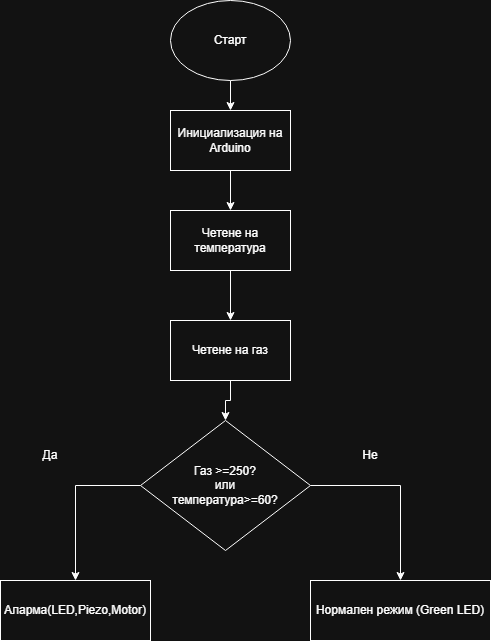 Старт
Инициализация на
Arduino
Четене на
температура
Четене на газ
Да
Не
Газ >=250?
или
температура>=60?
Аларма(LED,Piezo,Motor)
Нормален режим (Green LED)